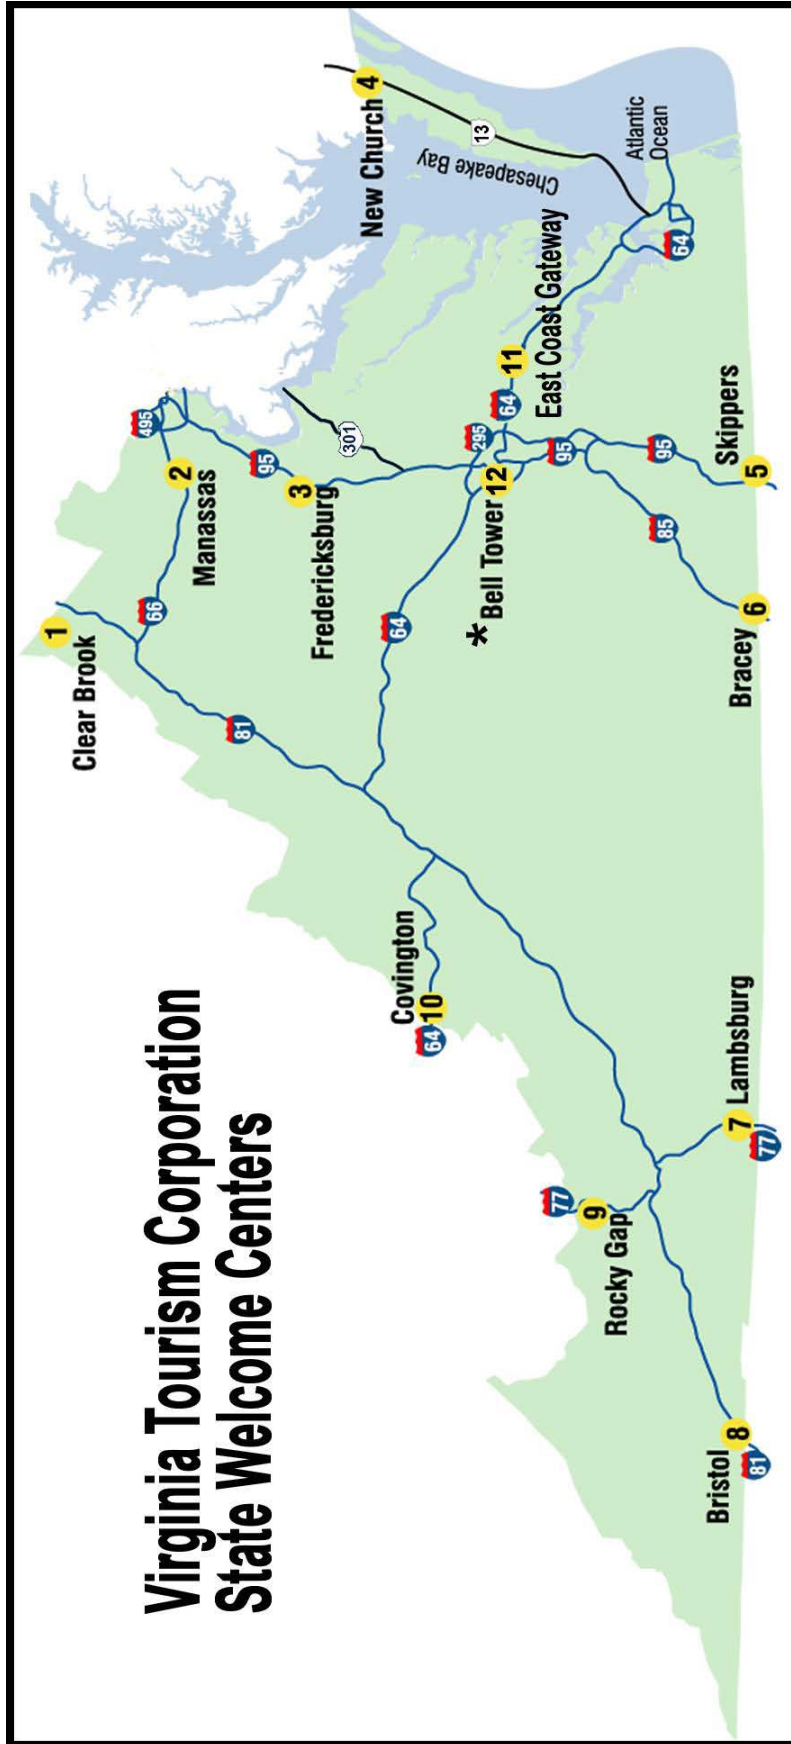 Virginia Tourism Corporation
State Welcome Centers
1
Clear Brook
66
81
2
Manassas
495
95
3
Fredericksburg
301
4
New Church
13
Chesapeake Bay
Atlantic
Ocean
64
64
295
11
East Coast Gateway
64
12
* Bell Tower
95
95
85
Skippers
5
Bracey
6
Covington
10
64
77
9
Rocky Gap
Lambsburg
7
77
Bristol
8
81